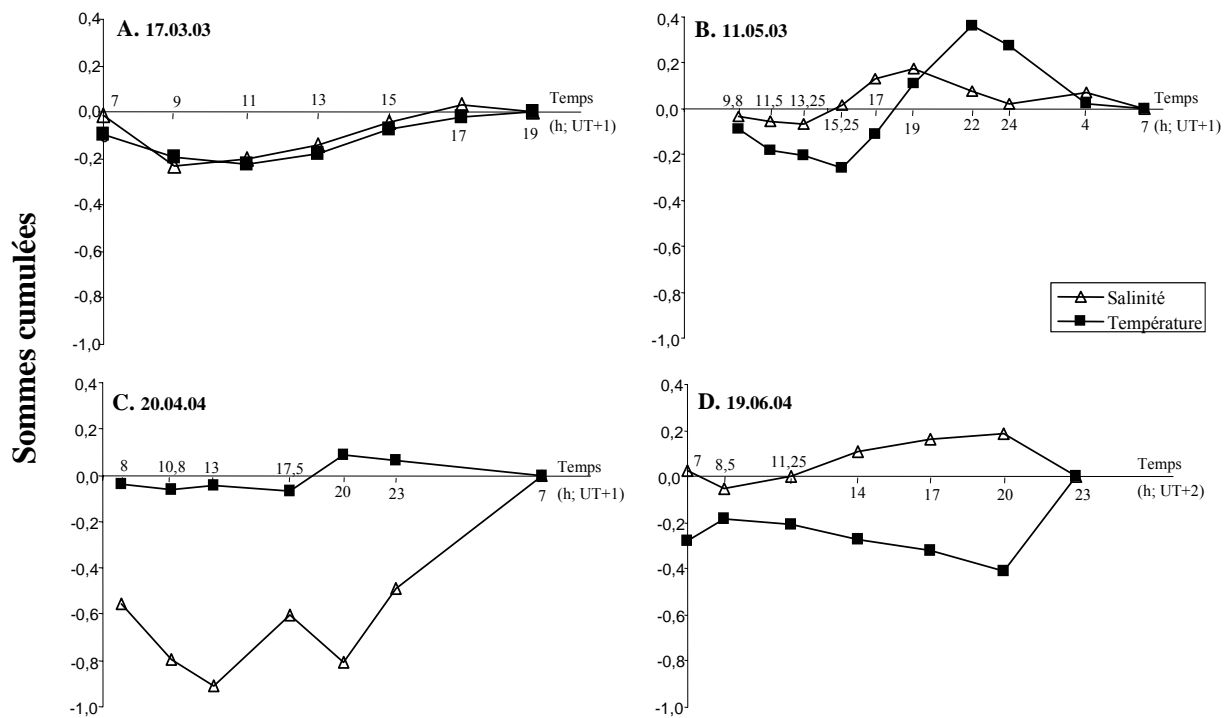 Sommes cumulées
A. 17.03.03
0,4
0,2
0,0
-0,2
-0,4
-0,6
-0,8
-1,0
7 9 11 13 15 17 19
Temps
(h; UT+1)
B. 11.05.03
0,4
0,2
0,0
-0,2
-0,4
-0,6
-0,8
-1,0
9,8 11,5 13,25 15,25 17 19 22 24 4 7
Temps
(h; UT+1)
Salinité
Température
C. 20.04.04
0,4
0,2
0,0
-0,2
-0,4
-0,6
-0,8
-1,0
8 10,8 13 17,5 20 23 7
Temps
(h; UT+1)
D. 19.06.04
0,4
0,2
0,0
-0,2
-0,4
-0,6
-0,8
-1,0
7 8,5 11,25 14 17 20 23
Temps
(h; UT+2)